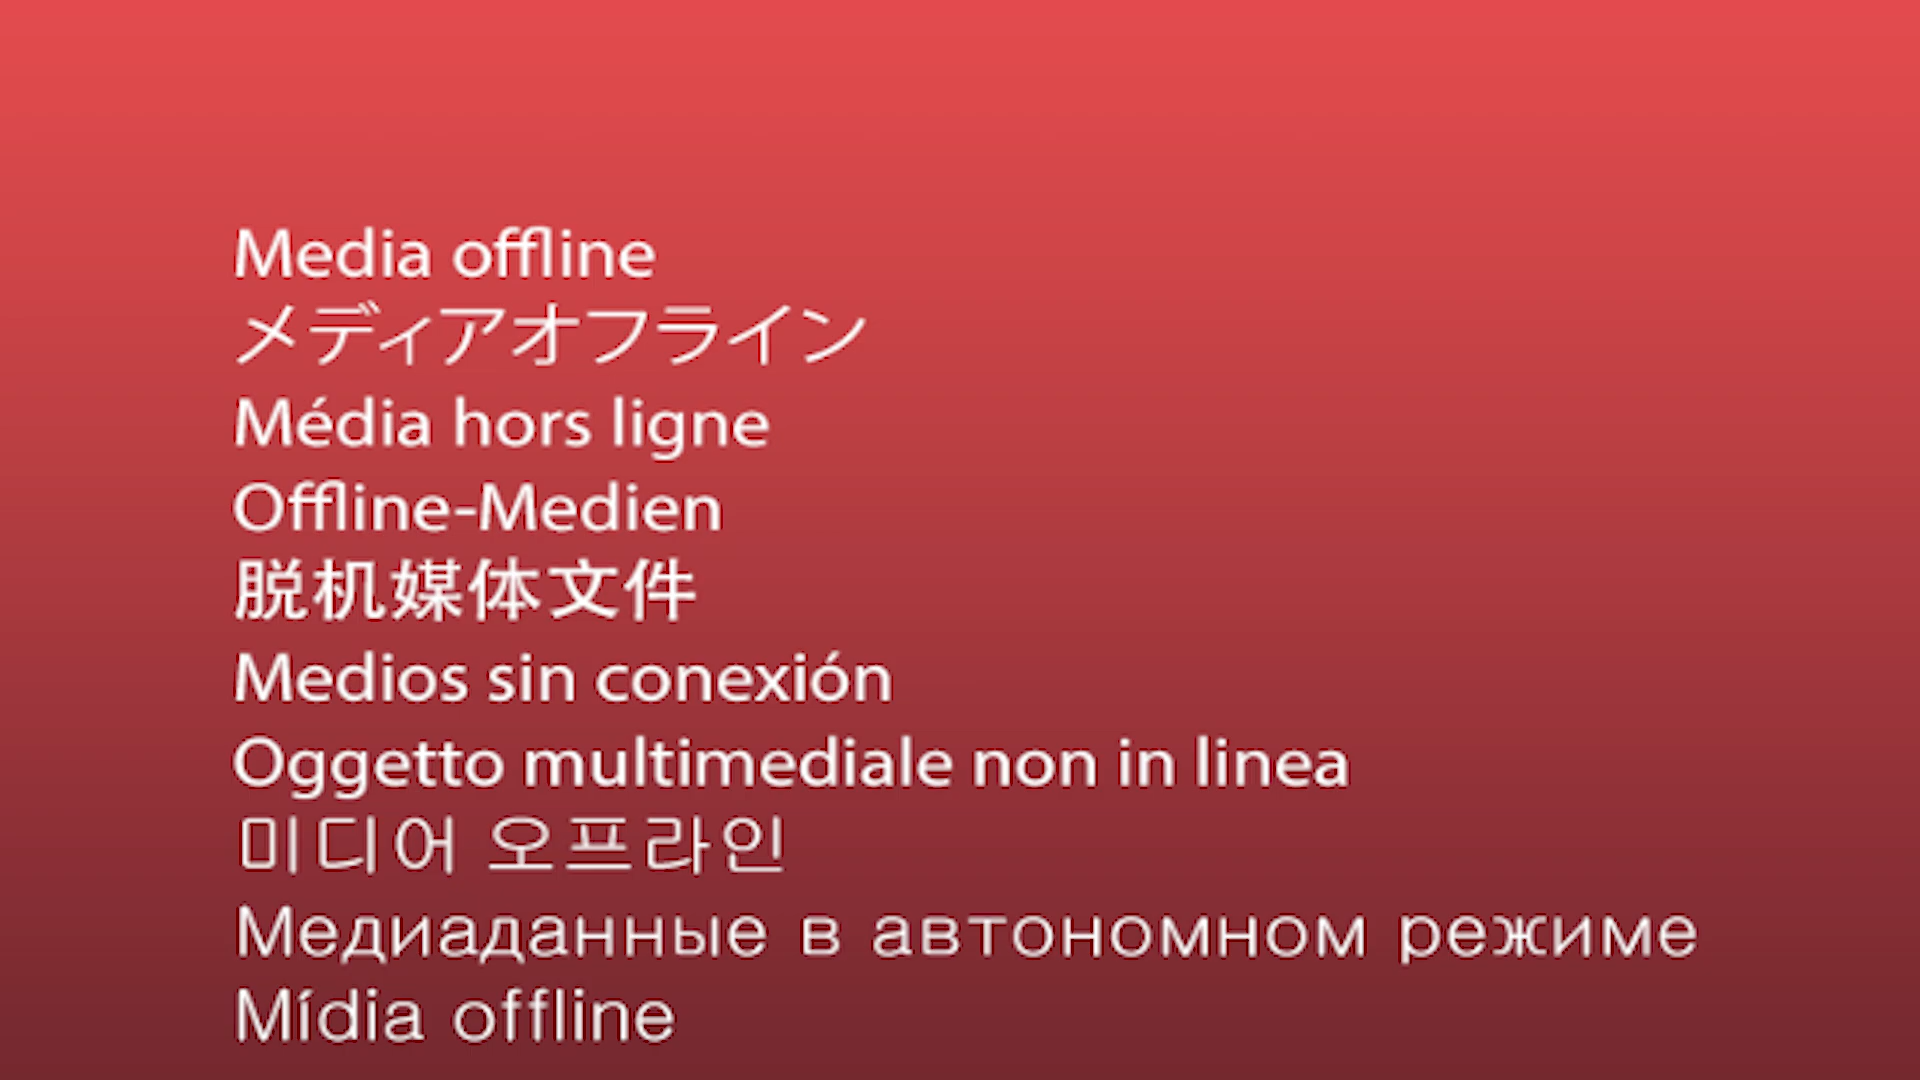 Media offline
メディアオフライン
Média hors ligne
Offline-Medien
脱机媒体文件
Medios sin conexión
Oggetto multimediale non in linea
미디어 오프라인
Медиаданные в автономном режиме
Mídia offline